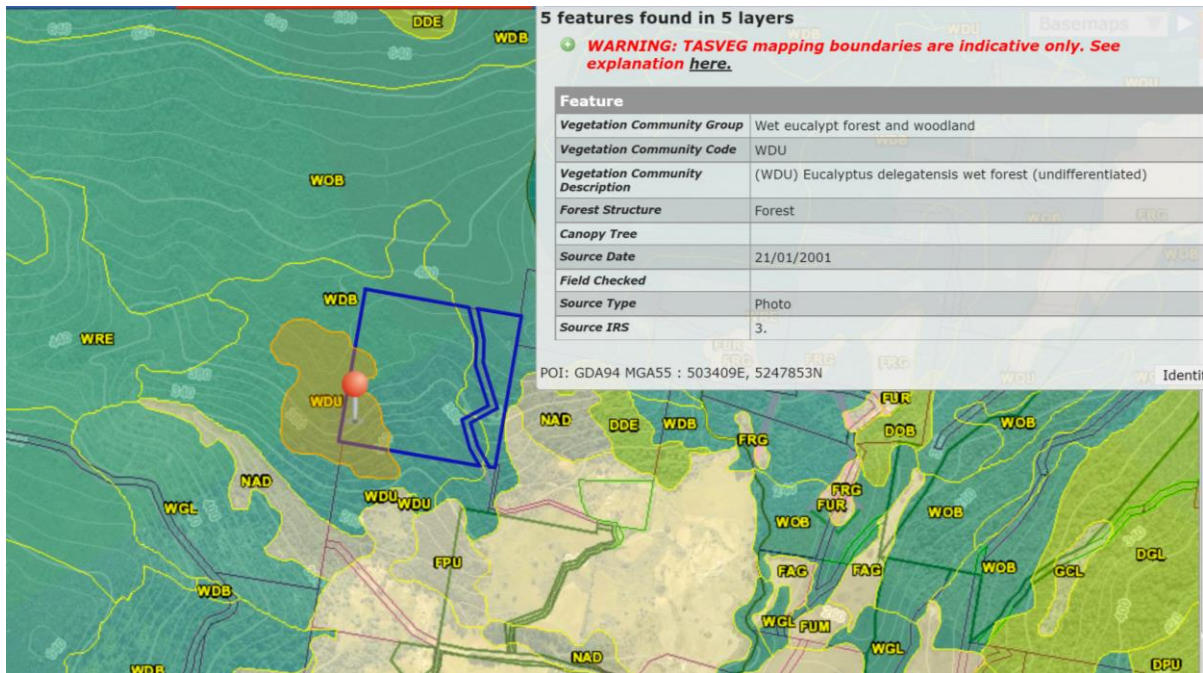 5 features found in 5 layers
Basemaps
WARNING: TASVEG mapping boundaries are indicative only. See
explanation here.
Feature
Vegetation Community Group Wet eucalypt forest and woodland
Vegetation Community Code WDU
Vegetation Community
Description (WDU) Eucalyptus delegatensis wet forest (undifferentiated)
Forest Structure Forest
Canopy Tree
Source Date 21/01/2001
Field Checked
Source Type Photo
Source IRS 3.
POI: GDA94 MGA55 : 503409E, 5247853N
Identi
DDE
WDB
WOB
WDB
WRE
WDU
NAD
DDE
WDB
FRG
FUR
DOB
WOB
NAD
WGL
WDU
WDU
FRG
FUR
WOB
WOB
FPU
WDB
FAG
FAG
WOB
GCL
DGL
WGL
FUM
WGL
NAD
WDB
DPU